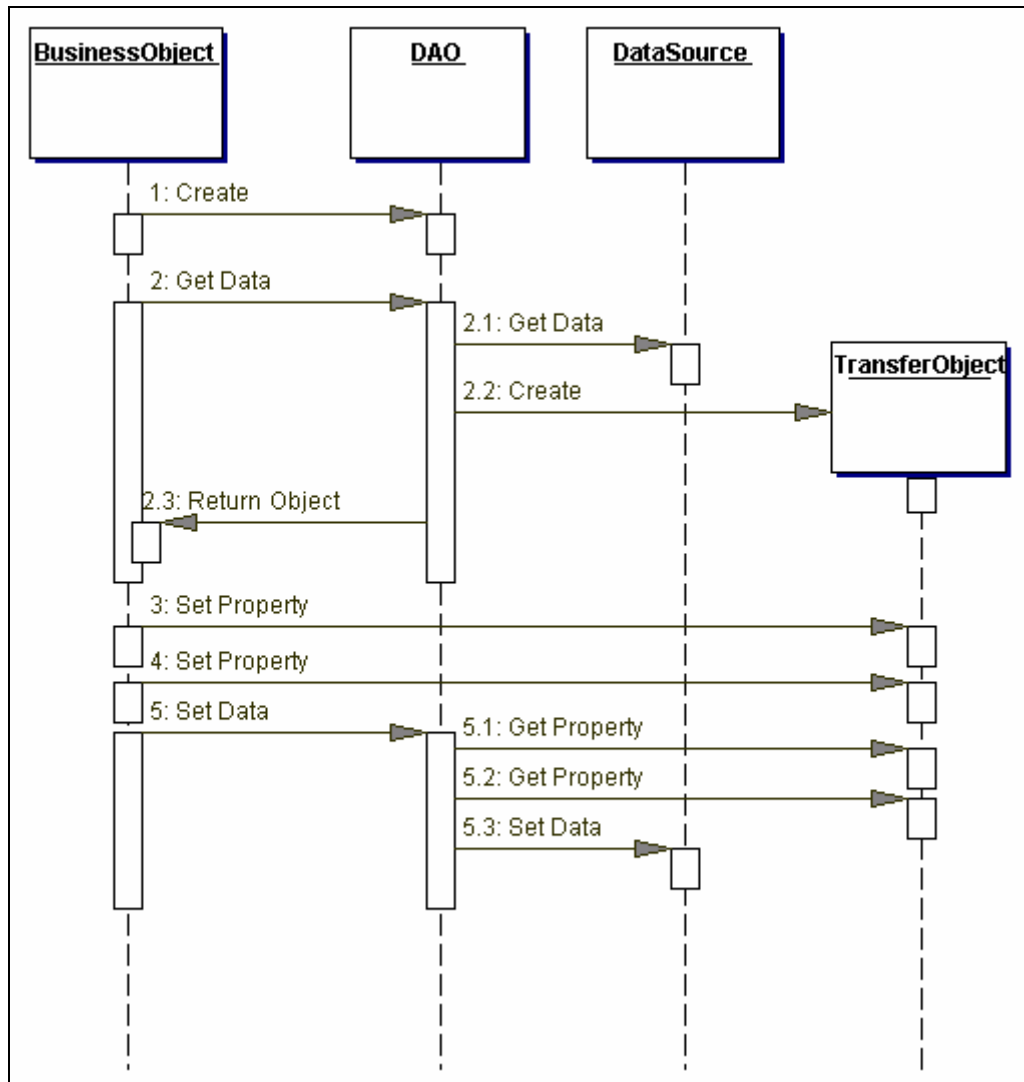 BusinessObject
DAO
DataSource
1: Create
2: Get Data
2.1: Get Data
TransferObject
2.2: Create
2.3: Return Object
3: Set Property
4: Set Property
5: Set Data
5.1: Get Property
5.2: Get Property
5.3: Set Data